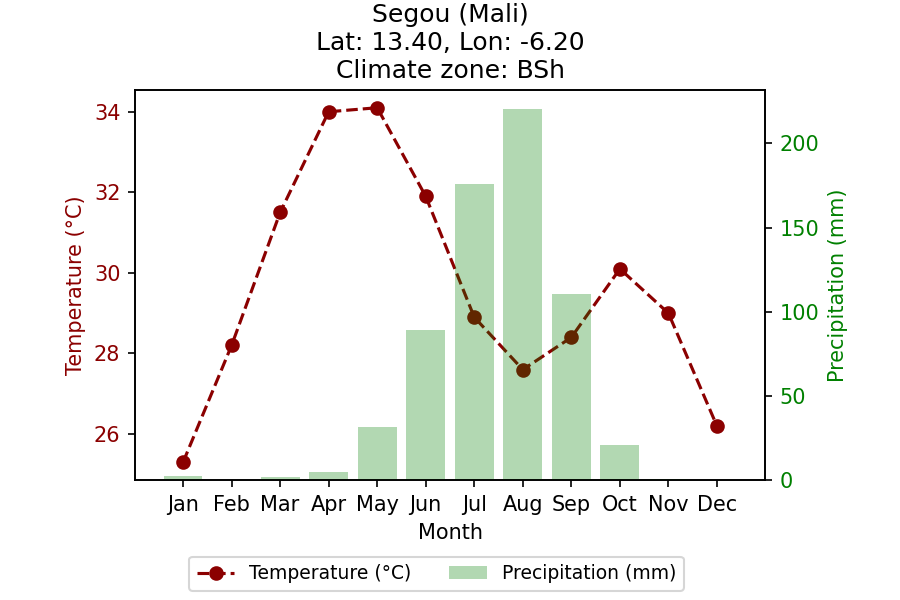 Segou (Mali)
Lat: 13.40, Lon: -6.20
Climate zone: BSh
Temperature (°C)
34
32
30
28
26
200
150
100
50
0
Precipitation (mm)
Jan Feb Mar Apr May Jun Jul Aug Sep Oct Nov Dec
Month
Temperature (°C) Precipitation (mm)